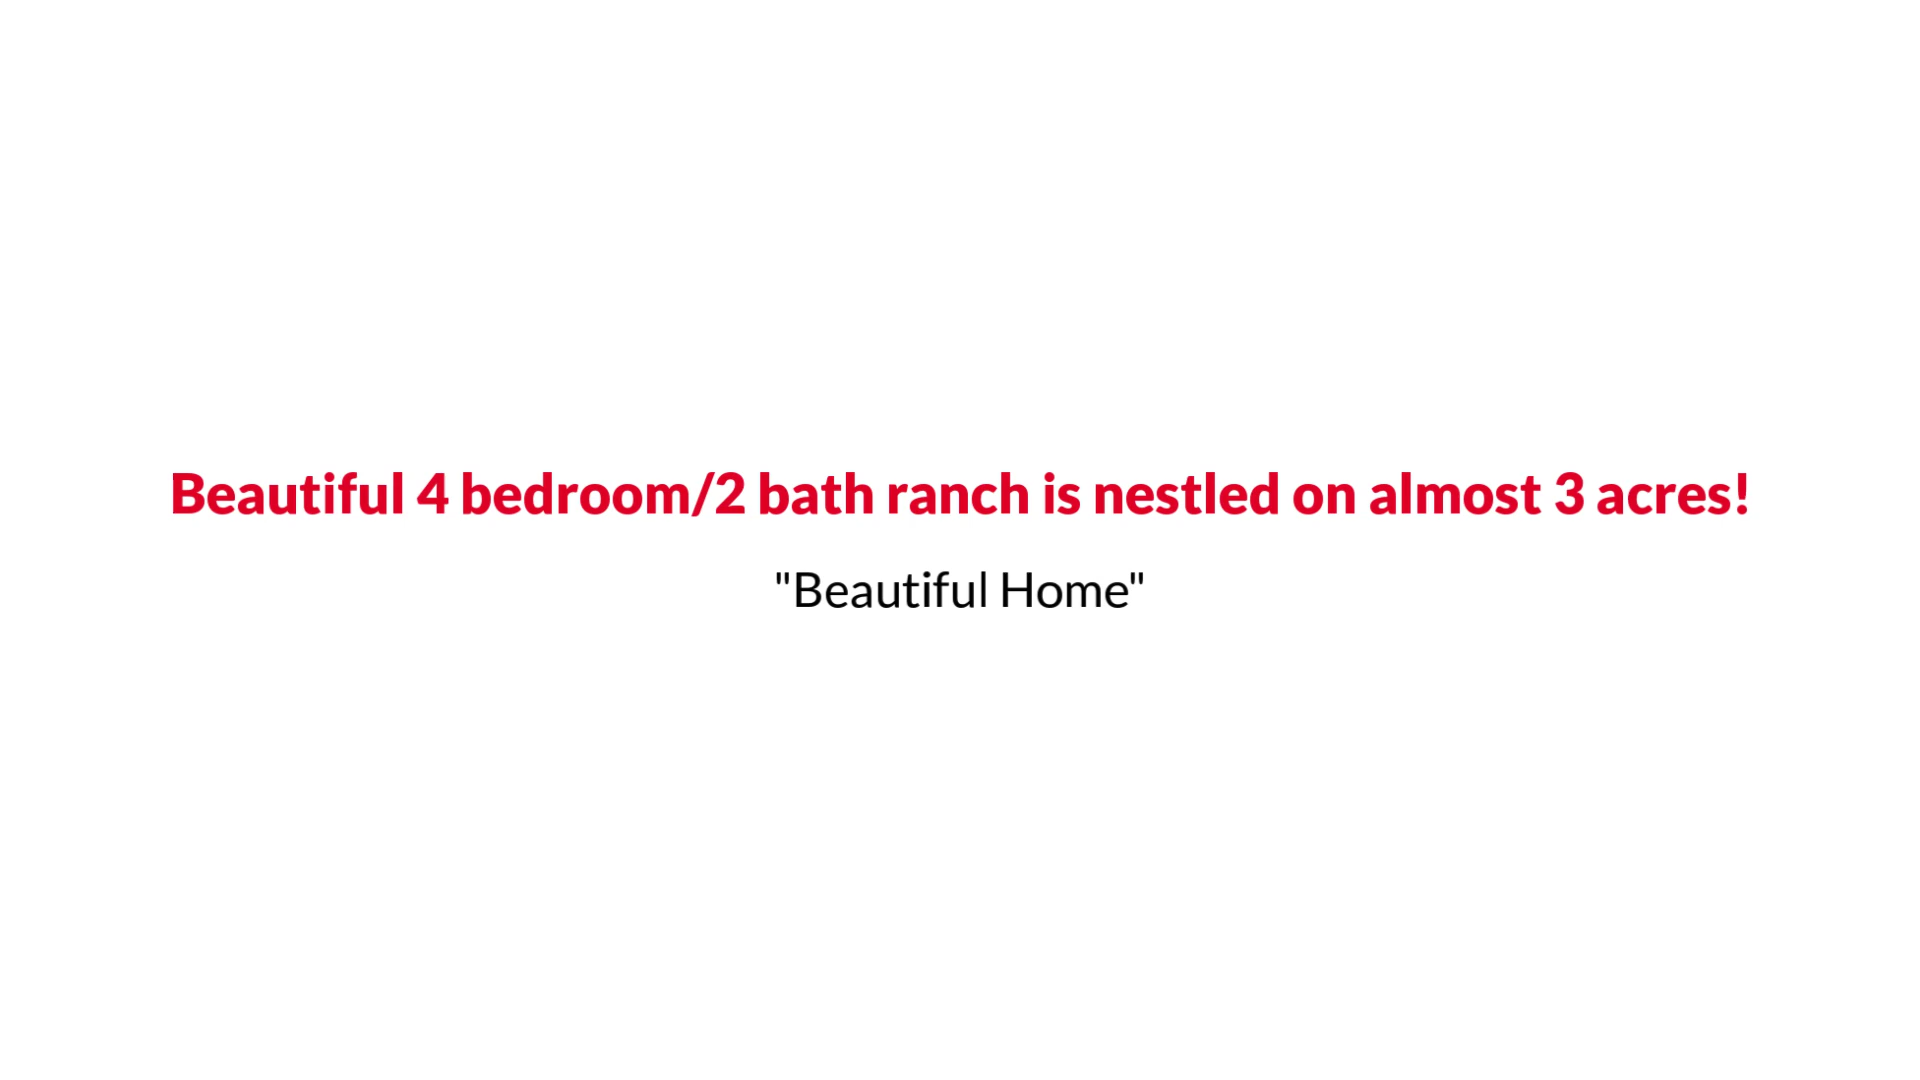 Beautiful 4 bedroom/2 bath ranch is nestled on almost 3 acres!
"Beautiful Home"